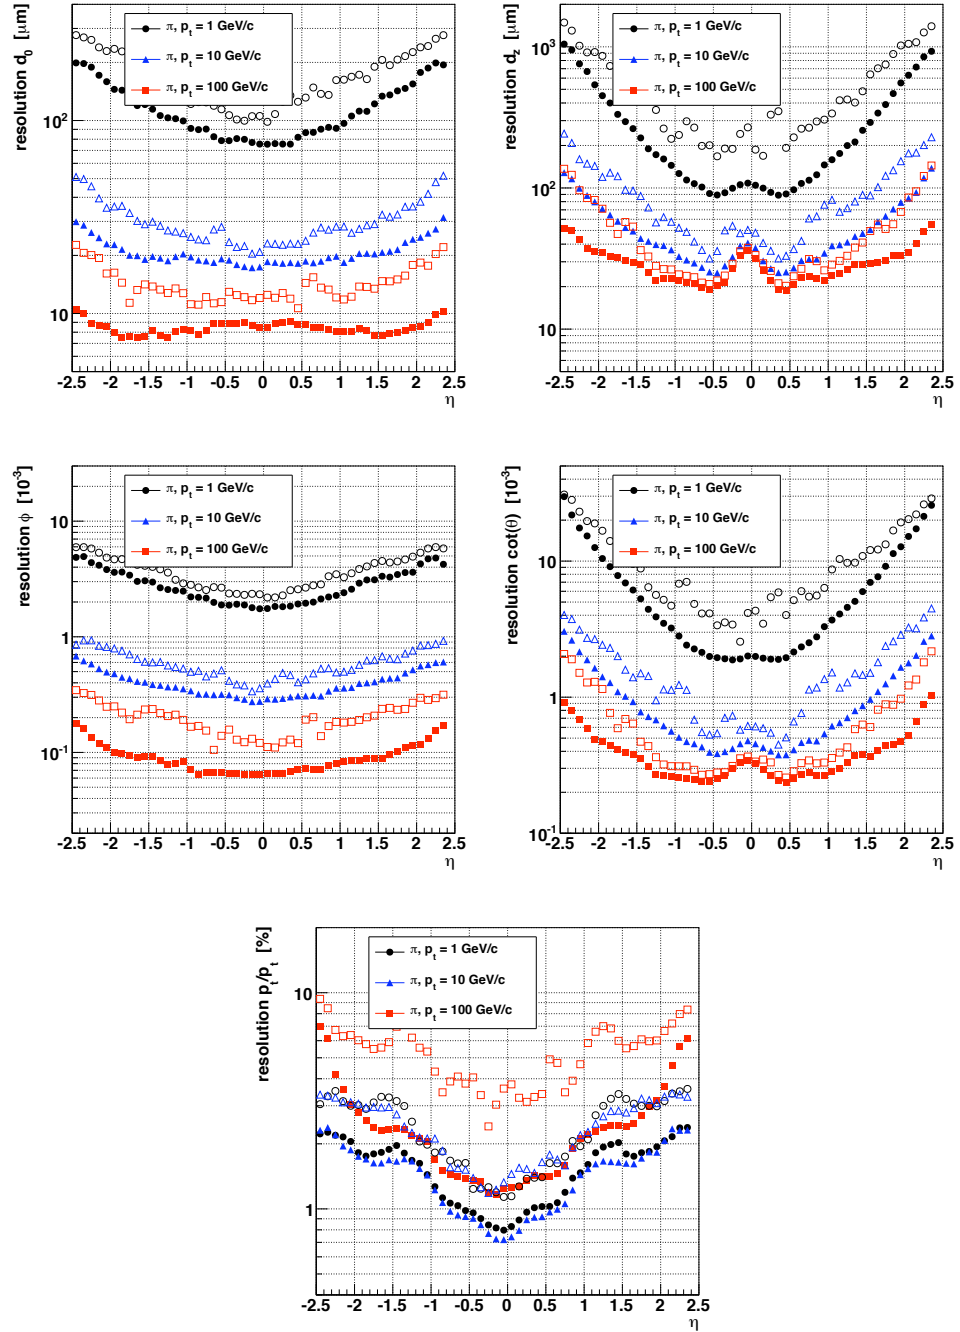 resolution d₀ [μm]
π, pₜ = 1 GeV/c
π, pₜ = 10 GeV/c
π, pₜ = 100 GeV/c
10²
10
-2.5 -2 -1.5 -1 -0.5 0 0.5 1 1.5 2 2.5
η
resolution d_z [μm]
π, pₜ = 1 GeV/c
π, pₜ = 10 GeV/c
π, pₜ = 100 GeV/c
10³
10²
10
-2.5 -2 -1.5 -1 -0.5 0 0.5 1 1.5 2 2.5
η
resolution φ [10⁻³]
π, pₜ = 1 GeV/c
π, pₜ = 10 GeV/c
π, pₜ = 100 GeV/c
10
1
10⁻¹
-2.5 -2 -1.5 -1 -0.5 0 0.5 1 1.5 2 2.5
η
resolution cot(θ) [10⁻³]
π, pₜ = 1 GeV/c
π, pₜ = 10 GeV/c
π, pₜ = 100 GeV/c
10
1
10⁻¹
-2.5 -2 -1.5 -1 -0.5 0 0.5 1 1.5 2 2.5
η
resolution pₜ/pₜ [%]
π, pₜ = 1 GeV/c
π, pₜ = 10 GeV/c
π, pₜ = 100 GeV/c
10
1
-2.5 -2 -1.5 -1 -0.5 0 0.5 1 1.5 2 2.5
η